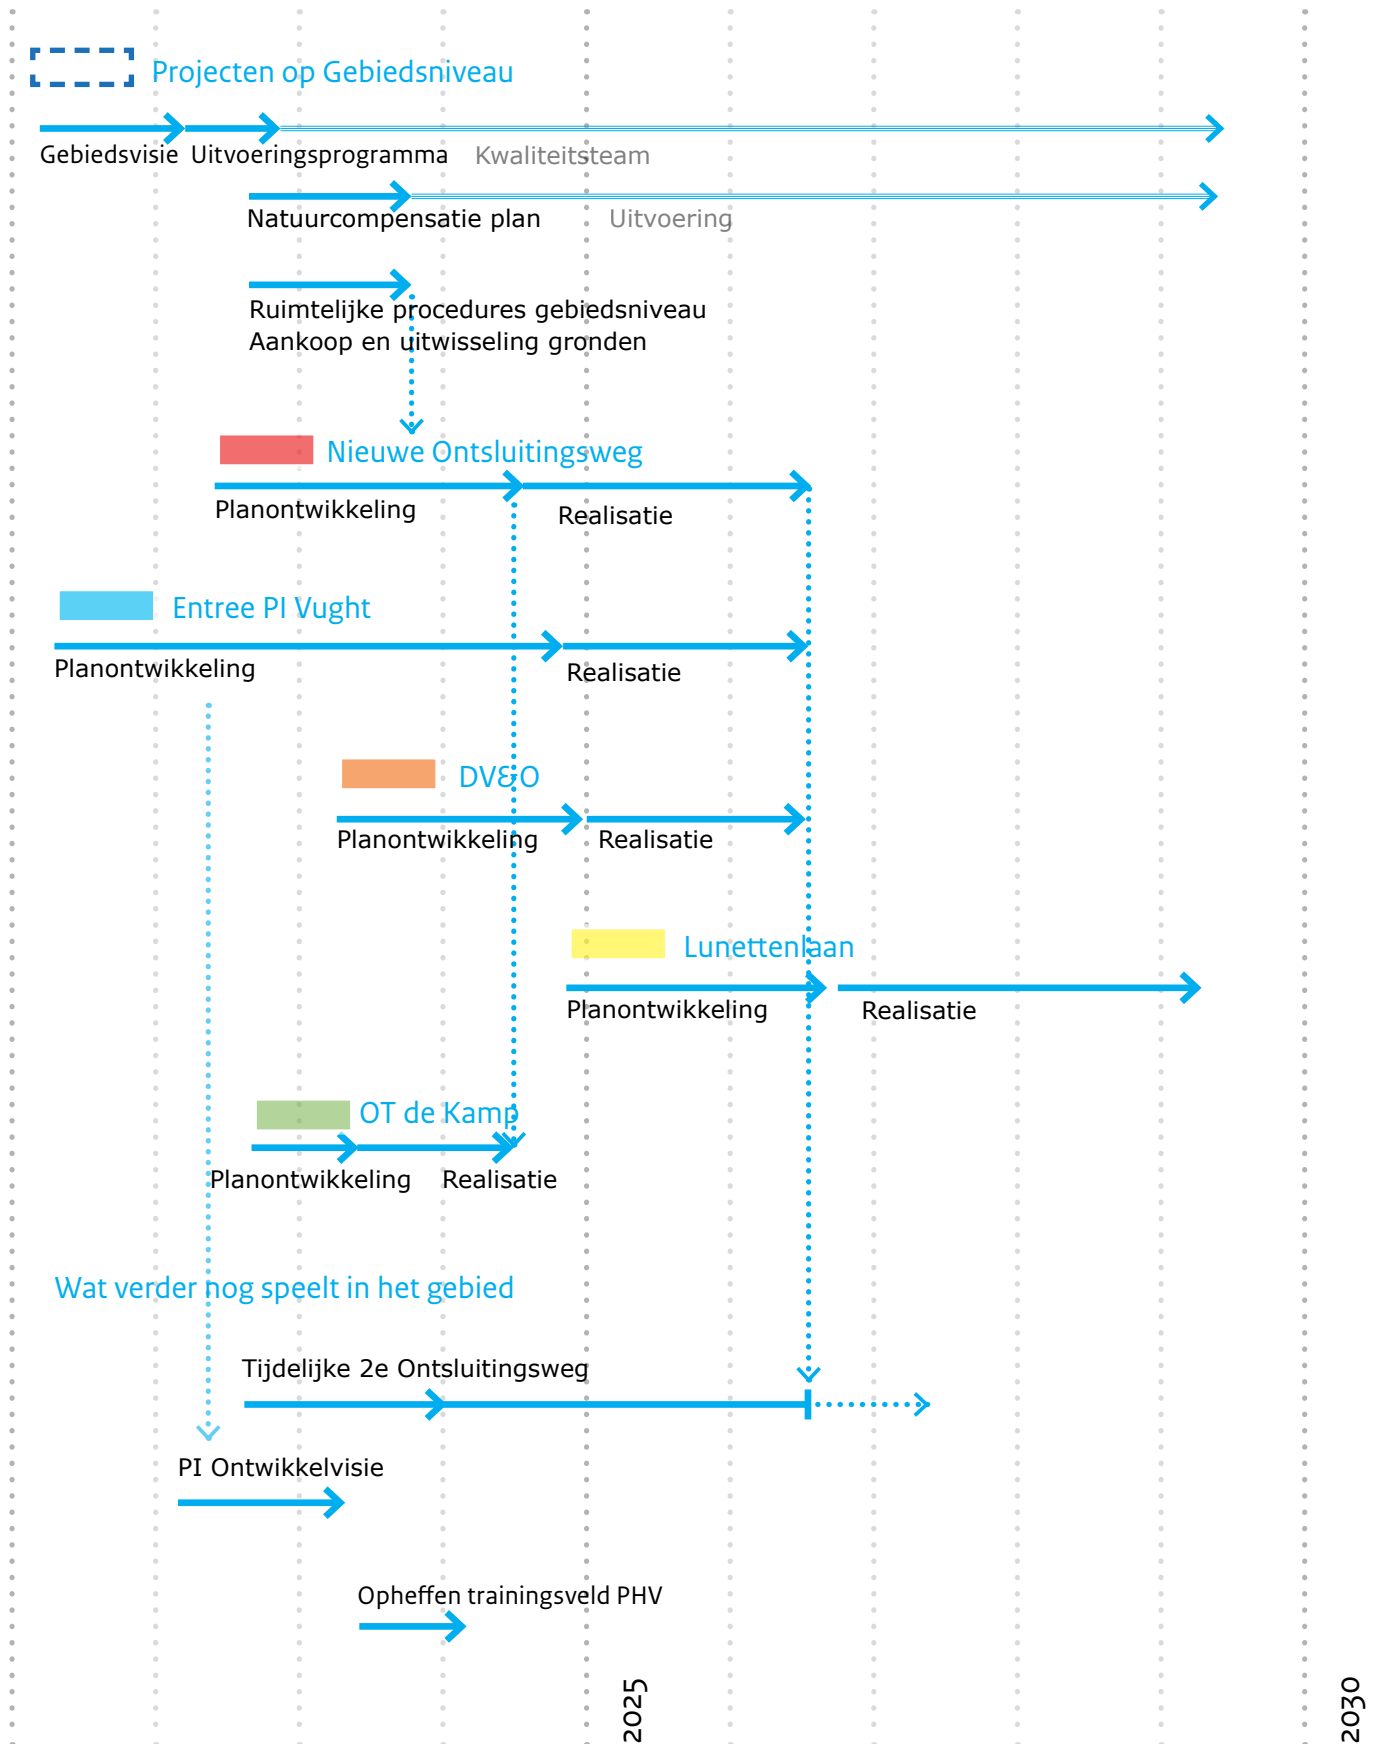 Projecten op Gebiedsniveau
Gebiedsvisie Uitvoeringsprogramma Kwaliteitsteam
Natuurcompensatie plan Uitvoering
Ruimtelijke procedures gebiedsniveau
Aankoop en uitwisseling gronden
Nieuwe Ontsluitingsweg
Planontwikkeling Realisatie
Entree PI Vught
Planontwikkeling Realisatie
DV&O
Planontwikkeling Realisatie
Lunettenlaan
Planontwikkeling Realisatie
OT de Kamp
Planontwikkeling Realisatie
Wat verder nog speelt in het gebied
Tijdelijke 2e Ontsluitingsweg
PI Ontwikkelvisie
Opheffen trainingsveld PHV
2025
2030